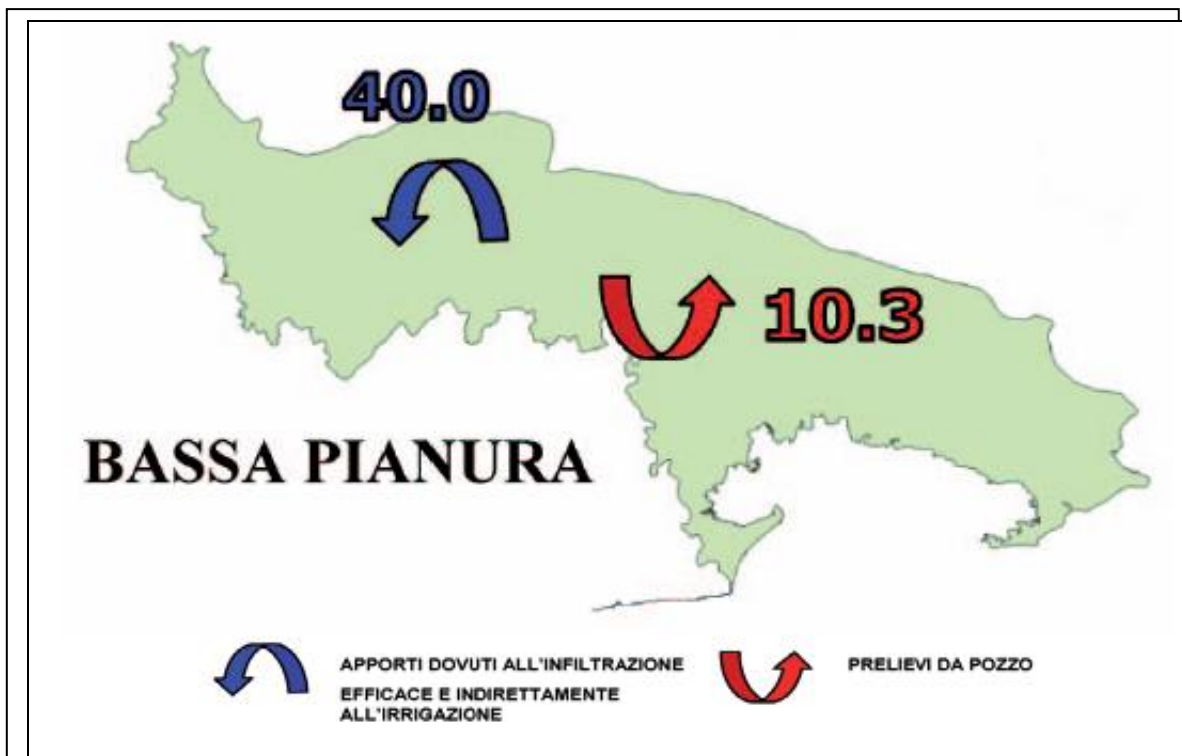 40.0
10.3
BASSA PIANURA
APPORTI DOVUTI ALL'INFILTRAZIONE
EFFICACE E INDIRETTAMENTE
ALL'IRRIGAZIONE
PRELIEVI DA POZZO